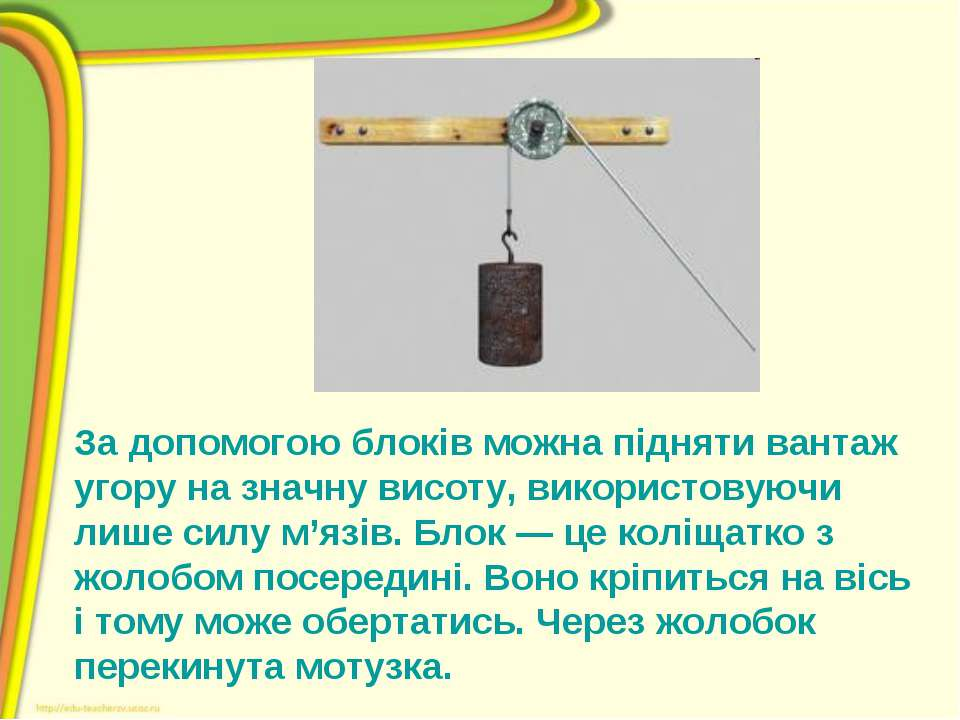 За допомогою блоків можна підняти вантаж
угору на значну висоту, використовуючи
лише силу м’язів. Блок — це коліщатко з
жолобом посередині. Воно кріпиться на вісь
і тому може обертатись. Через жолобок
перекинута мотузка.
http://edu-teacherzv.ucoz.ru